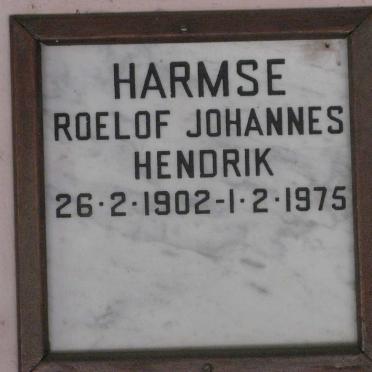 HARMSE
ROELOF JOHANNES
HENDRIK
26·2·1902-1·2·1975